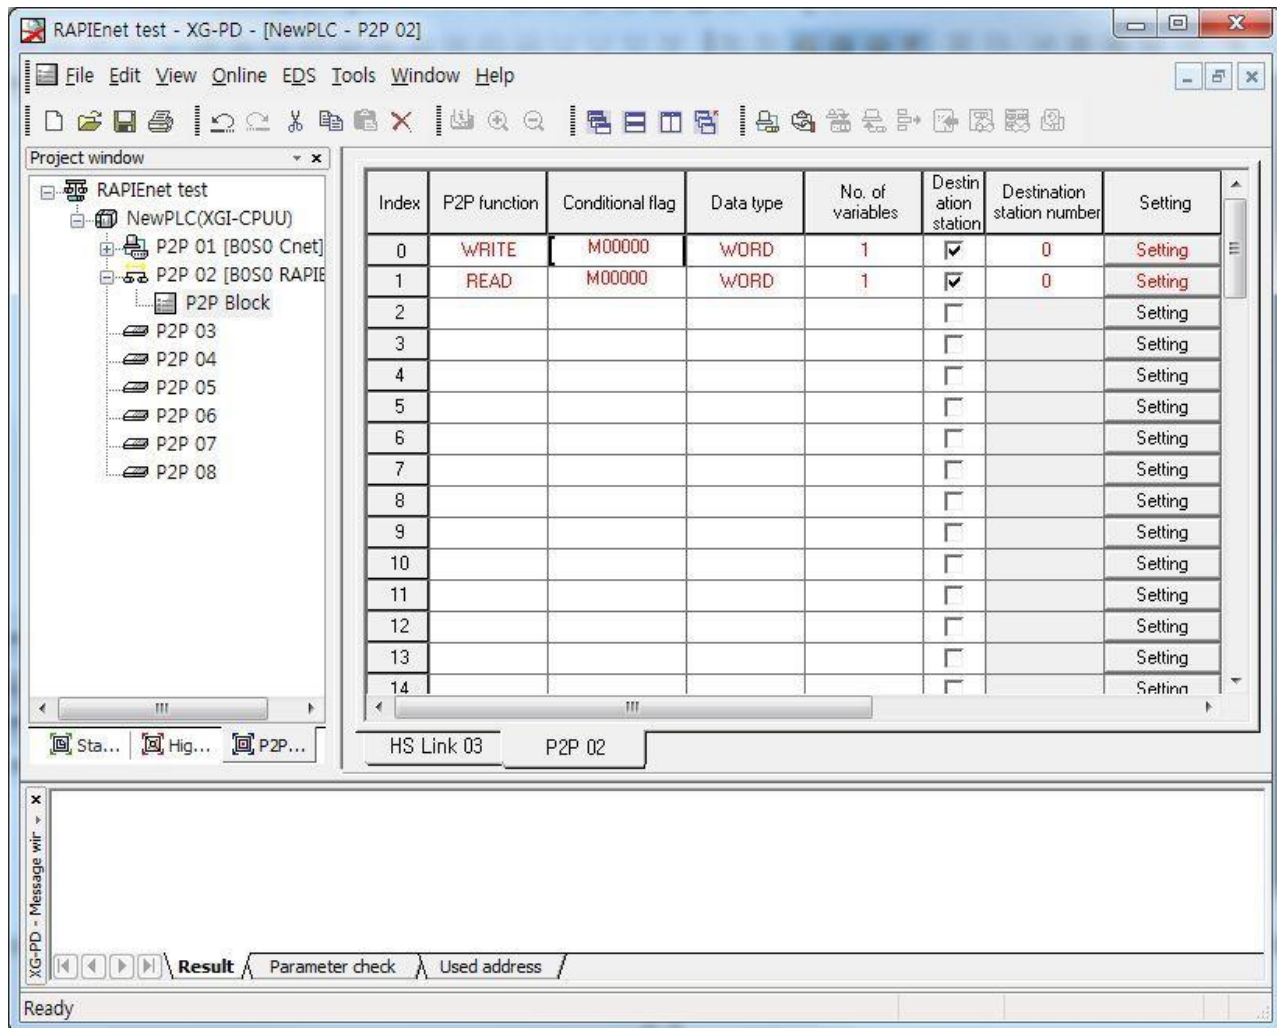 RAPIEnet test - XG-PD - [NewPLC - P2P 02]
File Edit View Online EDS Tools Window Help
Project window
RAPIEnet test
NewPLC(XGI-CPUU)
P2P 01 [B0S0 Cnet]
P2P 02 [B0S0 RAPIE
P2P Block
P2P 03
P2P 04
P2P 05
P2P 06
P2P 07
P2P 08
Sta... Hig... P2P...
Index P2P function Conditional flag Data type No. of variables Destination station Destination station number Setting
0 WRITE M00000 WORD 1 0 Setting
1 READ M00000 WORD 1 0 Setting
2 Setting
3 Setting
4 Setting
5 Setting
6 Setting
7 Setting
8 Setting
9 Setting
10 Setting
11 Setting
12 Setting
13 Setting
14 Setting
HS Link 03 P2P 02
XG-PD - Message wir
Result Parameter check Used address
Ready